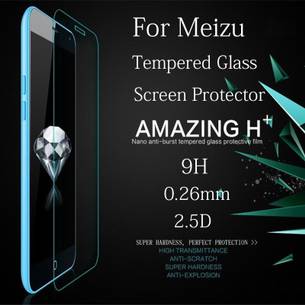 For Meizu
Tempered Glass
Screen Protector
AMAZING H+
Nano anti-burst tempered glass protective film
9H
0.26mm
2.5D
SUPER HARDNESS, PERFECT PROTECTION >>
HIGH TRANSMITTANCE
ANTI-SCRATCH
SUPER HARDNESS
ANTI-EXPLOSION